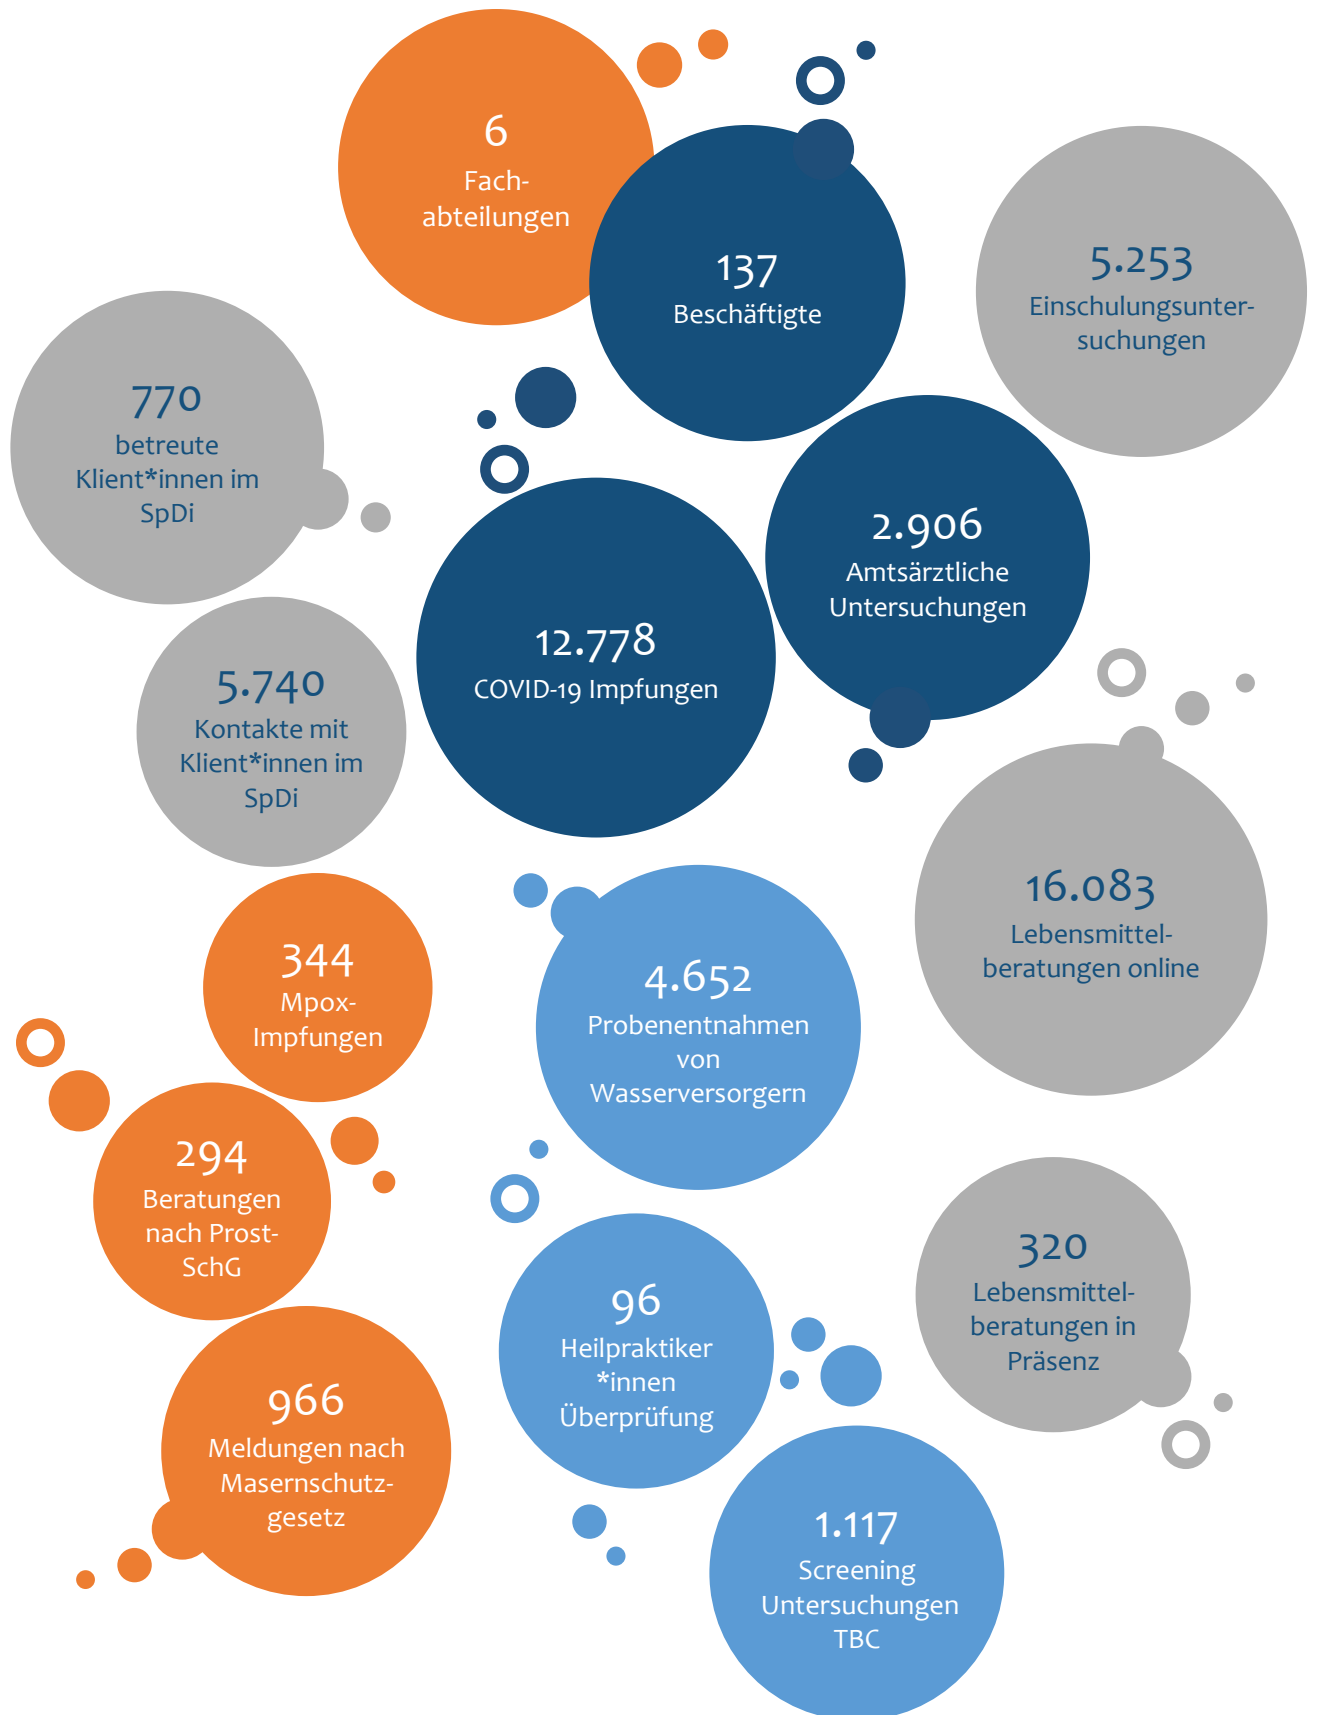 6
Fach-
abteilungen
137
Beschäftigte
5.253
Einschulungsunter-
suchungen
770
betreute
Klient*innen im
SpDi
2.906
Amtsärztliche
Untersuchungen
12.778
COVID-19 Impfungen
5.740
Kontakte mit
Klient*innen im
SpDi
16.083
Lebensmittel-
beratungen online
344
Mpox-
Impfungen
4.652
Probenentnahmen
von
Wasserversorgern
294
Beratungen
nach Prost-
SchG
320
Lebensmittel-
beratungen in
Präsenz
96
Heilpraktiker
*innen
Überprüfung
966
Meldungen nach
Masernschutz-
gesetz
1.117
Screening
Untersuchungen
TBC